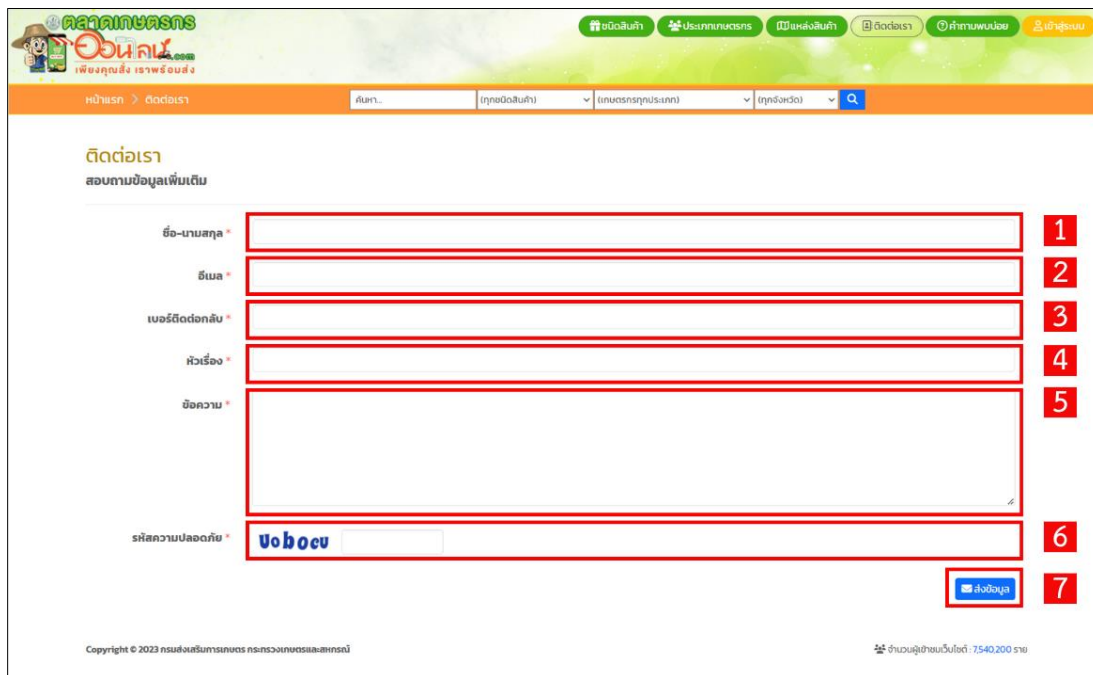 ตลาดเกษตรกร
ออนไลน์.com
เพียงคุณสั่ง เราพร้อมส่ง
ชนิดสินค้า ประเภทเกษตรกร แหล่งสินค้า ติดต่อเรา คำถามพบบ่อย เข้าสู่ระบบ
หน้าแรก > ติดต่อเรา ค้นหา... (ทุกชนิดสินค้า) (เกษตรกรทุกประเภท) (ทุกจังหวัด)
ติดต่อเรา
สอบถามข้อมูลเพิ่มเติม
ชื่อ-นามสกุล * 1
อีเมล * 2
เบอร์ติดต่อกลับ * 3
หัวเรื่อง * 4
ข้อความ * 5
รหัสความปลอดภัย * Uobocu 6
ส่งข้อมูล 7
Copyright © 2023 กรมส่งเสริมการเกษตร กระทรวงเกษตรและสหกรณ์ จำนวนผู้เข้าชมเว็บไซต์ : 7,540,200 ราย